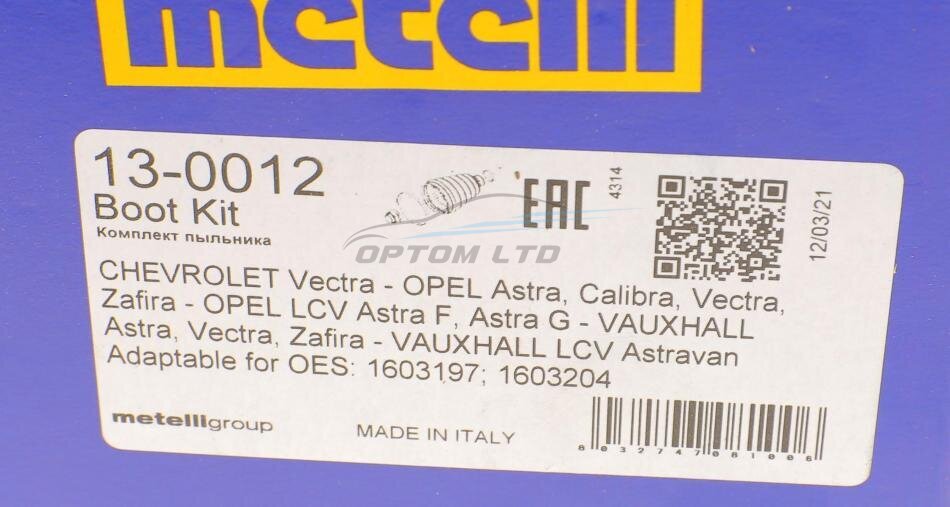 metelli
13-0012
Boot Kit
Комплект пыльника
EAC
4314
12/03/21
OPTOM LTD
CHEVROLET Vectra - OPEL Astra, Calibra, Vectra,
Zafira - OPEL LCV Astra F, Astra G - VAUXHALL
Astra, Vectra, Zafira - VAUXHALL LCV Astravan
Adaptable for OES: 1603197; 1603204
metelligroup
MADE IN ITALY
8032747081006